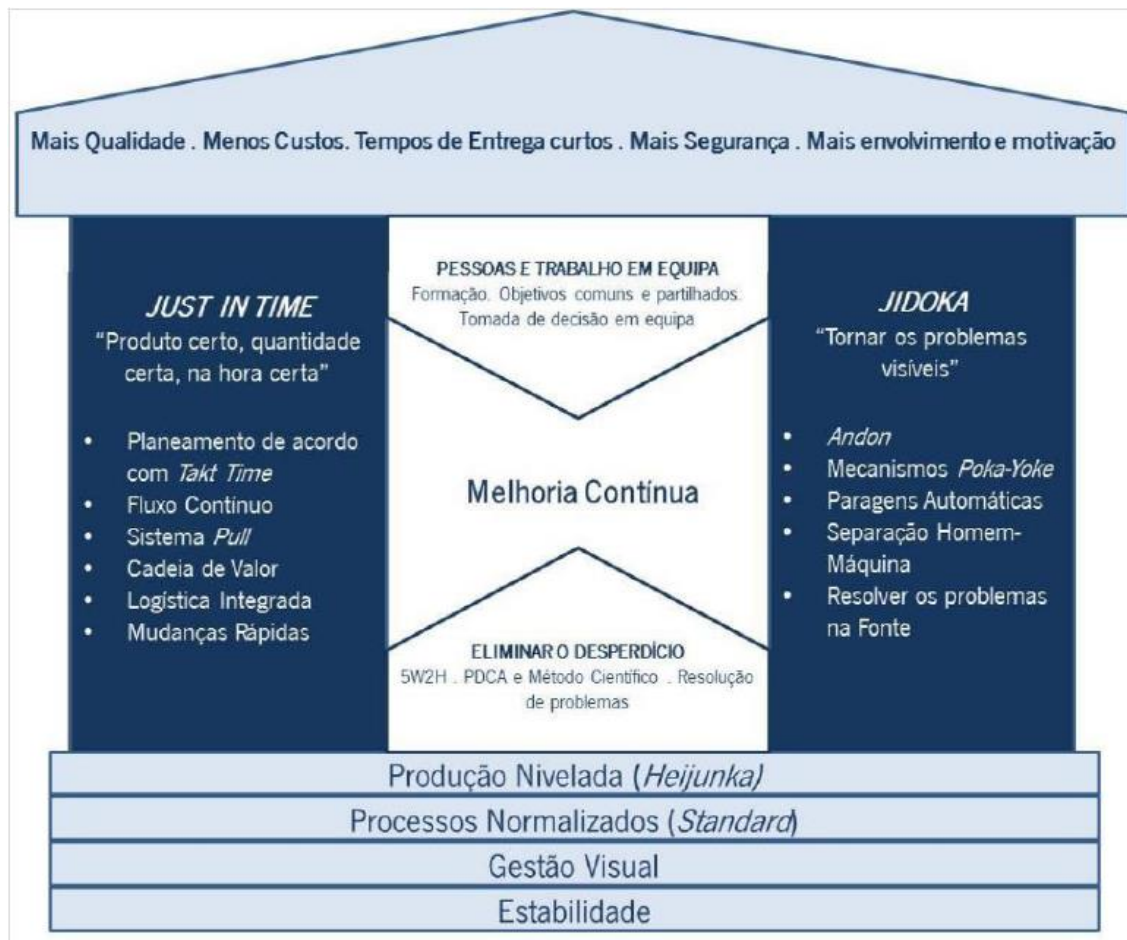 Mais Qualidade . Menos Custos. Tempos de Entrega curtos . Mais Segurança . Mais envolvimento e motivação
JUST IN TIME
“Produto certo, quantidade
certa, na hora certa”
• Planeamento de acordo
com Takt Time
• Fluxo Contínuo
• Sistema Pull
• Cadeia de Valor
• Logística Integrada
• Mudanças Rápidas
PESSOAS E TRABALHO EM EQUIPA
Formação. Objetivos comuns e partilhados.
Tomada de decisão em equipa
Melhoria Contínua
ELIMINAR O DESPERDÍCIO
5W2H . PDCA e Método Científico . Resolução
de problemas
JIDOKA
“Tornar os problemas
visíveis”
• Andon
• Mecanismos Poka-Yoke
• Paragens Automáticas
• Separação Homem-
Máquina
• Resolver os problemas
na Fonte
Produção Nivelada (Heijunka)
Processos Normalizados (Standard)
Gestão Visual
Estabilidade